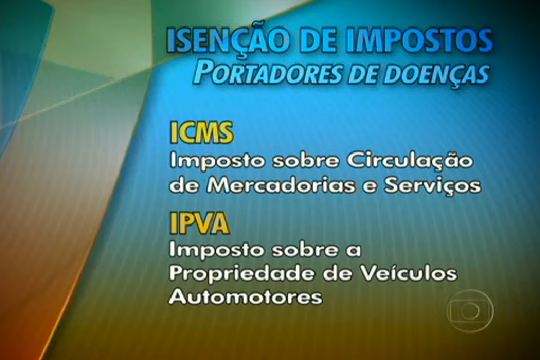 ISENÇÃO DE IMPOSTOS
PORTADORES DE DOENÇAS
ICMS
Imposto sobre Circulação
de Mercadorias e Serviços
IPVA
Imposto sobre a
Propriedade de Veículos
Automotores